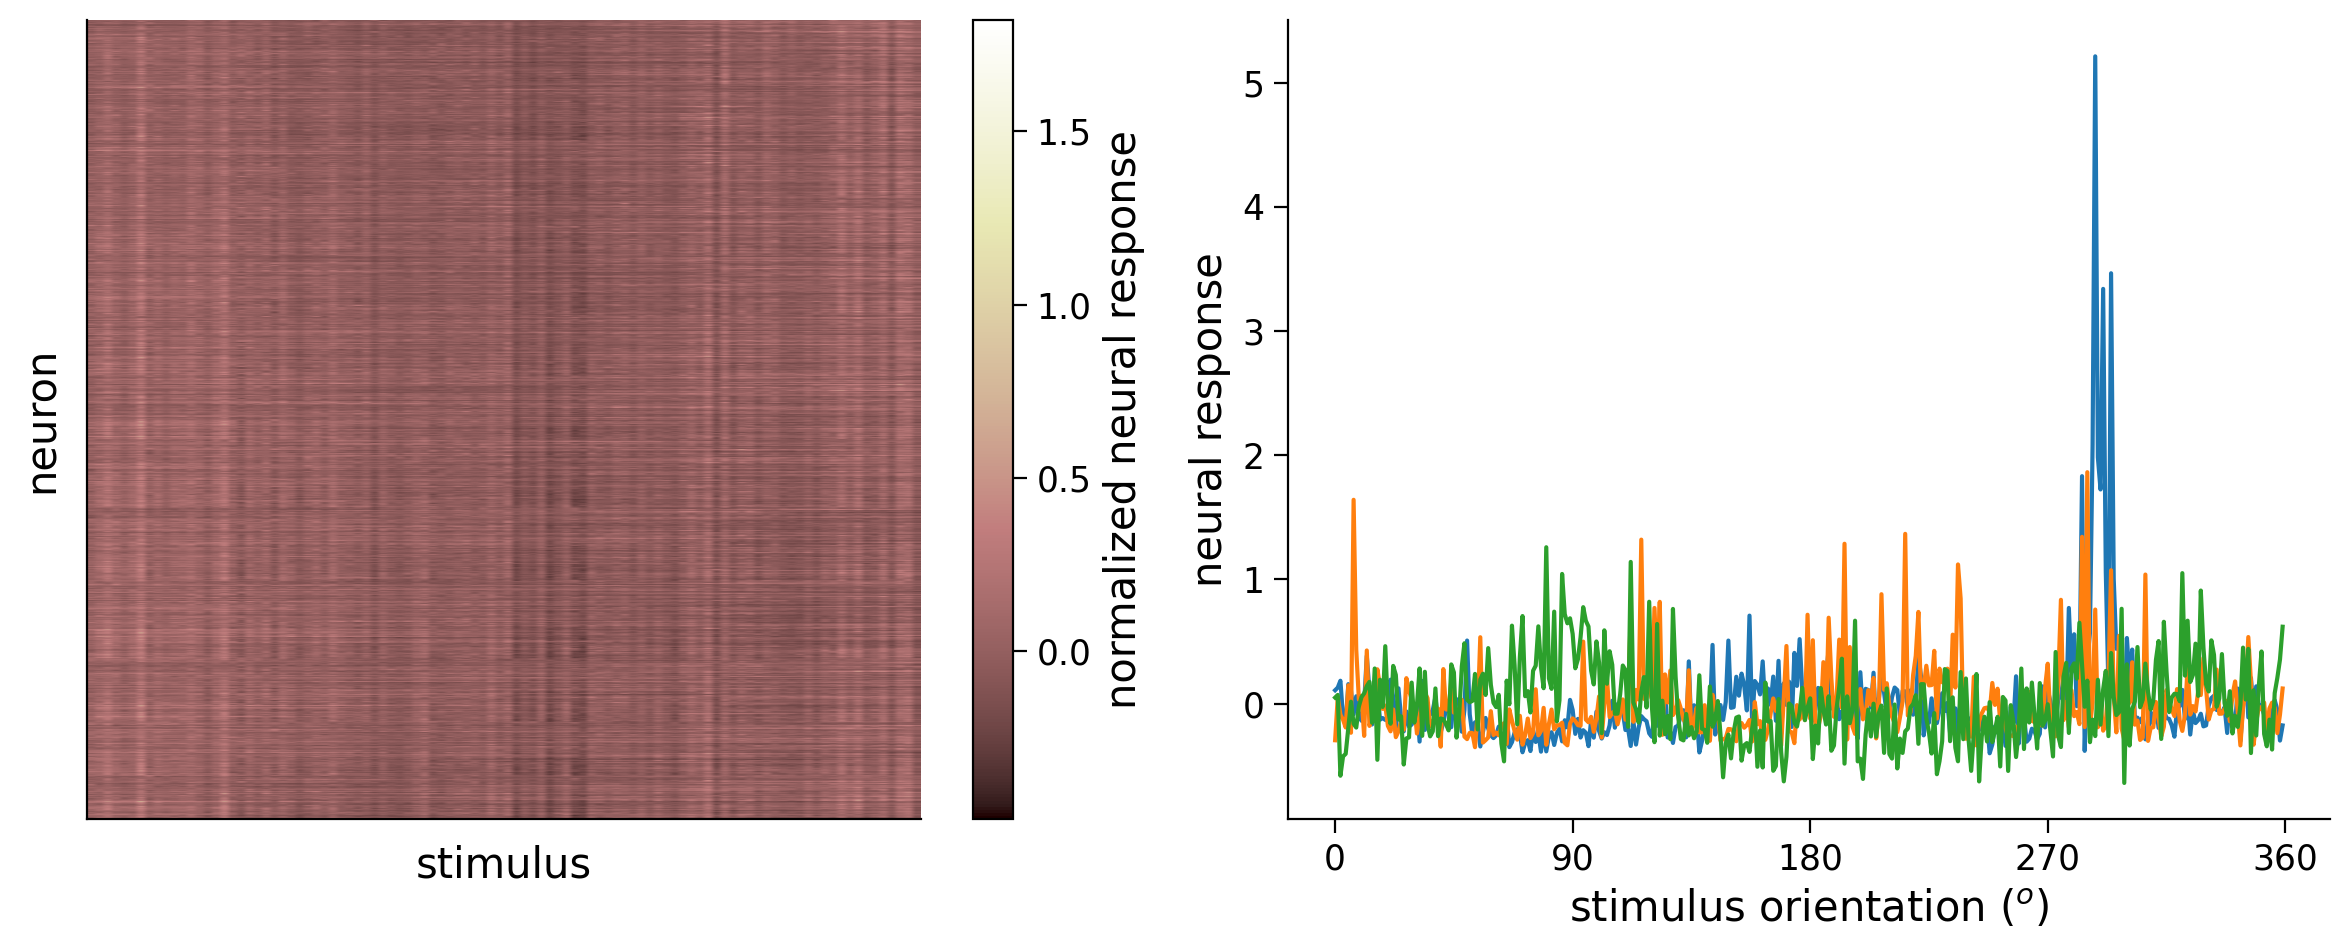 neuron
stimulus
1.5
1.0
0.5
0.0
normalized neural response
neural response
5
4
3
2
1
0
0 90 180 270 360
stimulus orientation (°)